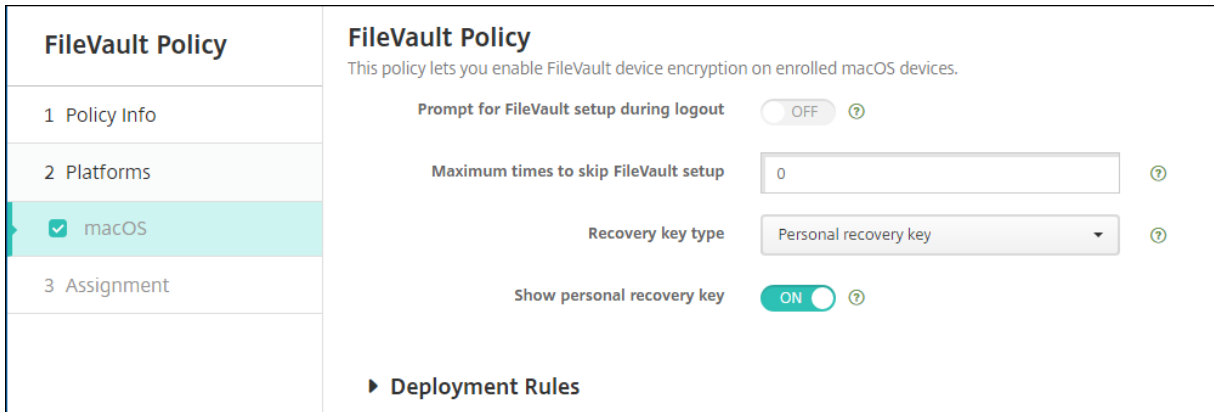 FileVault Policy
1 Policy Info
2 Platforms
macOS
3 Assignment
FileVault Policy
This policy lets you enable FileVault device encryption on enrolled macOS devices.
Prompt for FileVault setup during logout OFF ?
Maximum times to skip FileVault setup 0 ?
Recovery key type Personal recovery key ?
Show personal recovery key ON ?
Deployment Rules